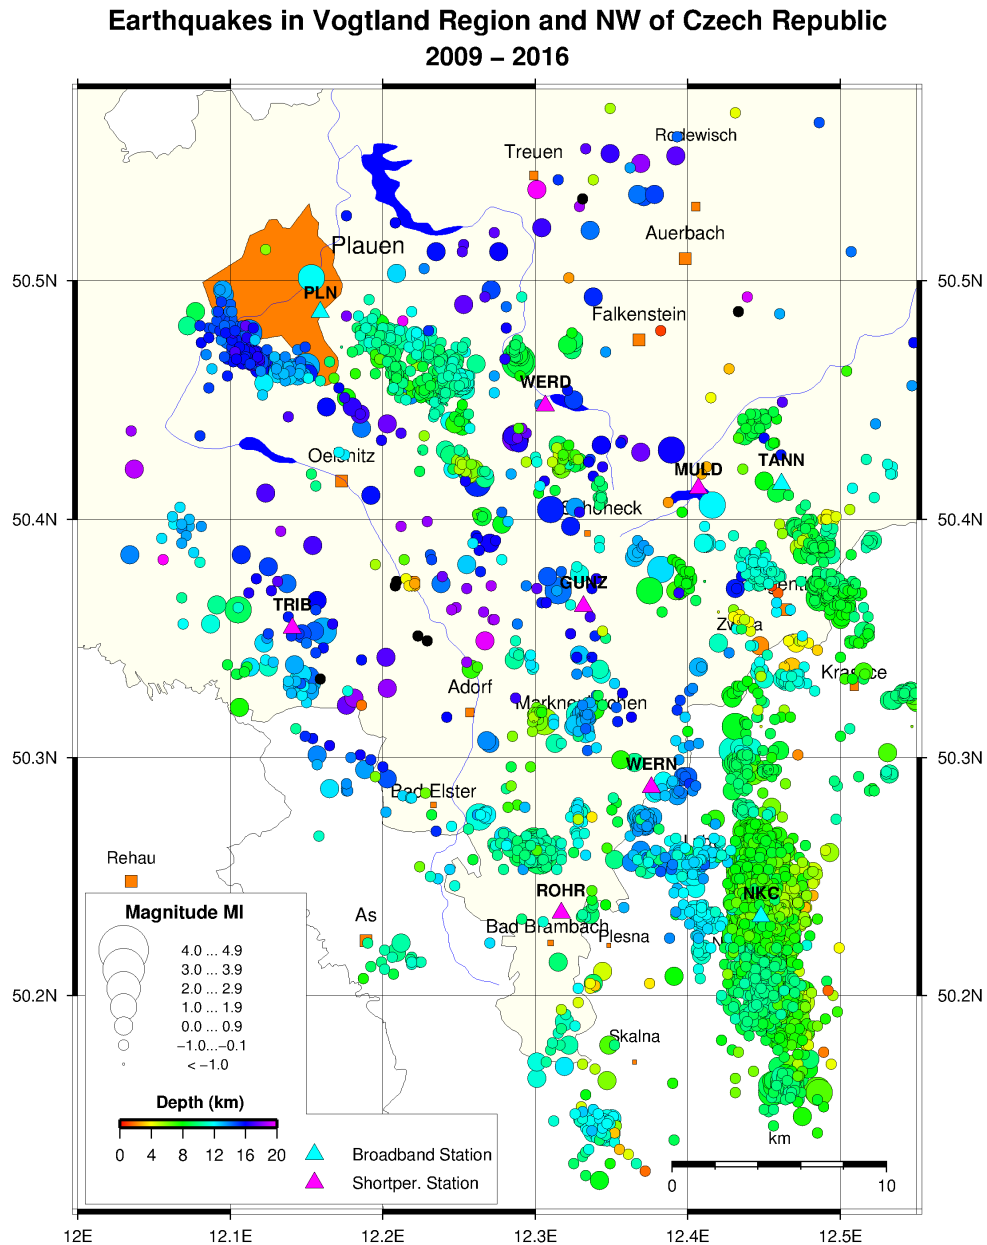 Earthquakes in Vogtland Region and NW of Czech Republic
2009 – 2016
Treuen
Rodewisch
Auerbach
Plauen
50.5N
50.5N
PLN
Falkenstein
WERD
Oelsnitz
MULD
TANN
50.4N
Schöneck
50.4N
GUNZ
TRIB
Adorf
Markneukirchen
Kraslice
50.3N
WERN
50.3N
Bad Elster
Rehau
ROHR
NKC
As
Bad Brambach
Plesna
50.2N
50.2N
Skalna
Magnitude Ml
4.0 ... 4.9
3.0 ... 3.9
2.0 ... 2.9
1.0 ... 1.9
0.0 ... 0.9
−1.0...−0.1
< −1.0
Depth (km)
0 4 8 12 16 20
Broadband Station
Shortper. Station
km
0 10
12E 12.1E 12.2E 12.3E 12.4E 12.5E